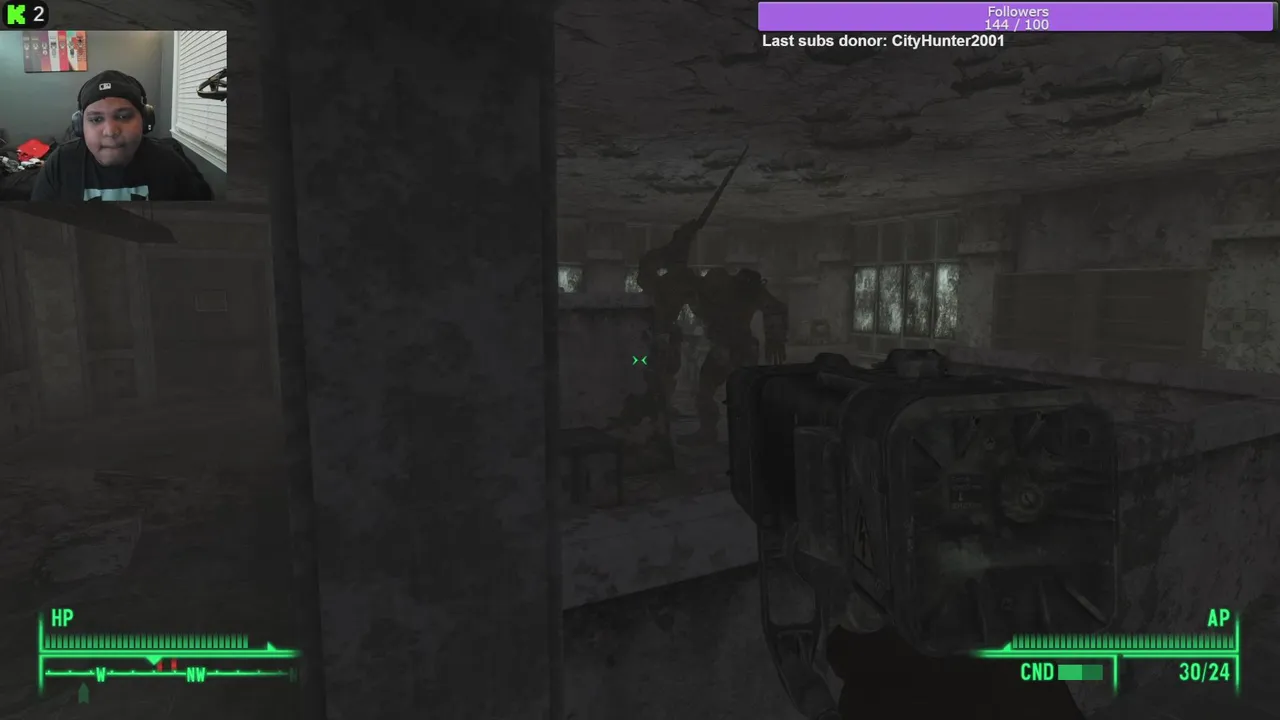 K 2
Followers
144 / 100
Last subs donor: CityHunter2001
HP
W NW N
AP
CND 30/24